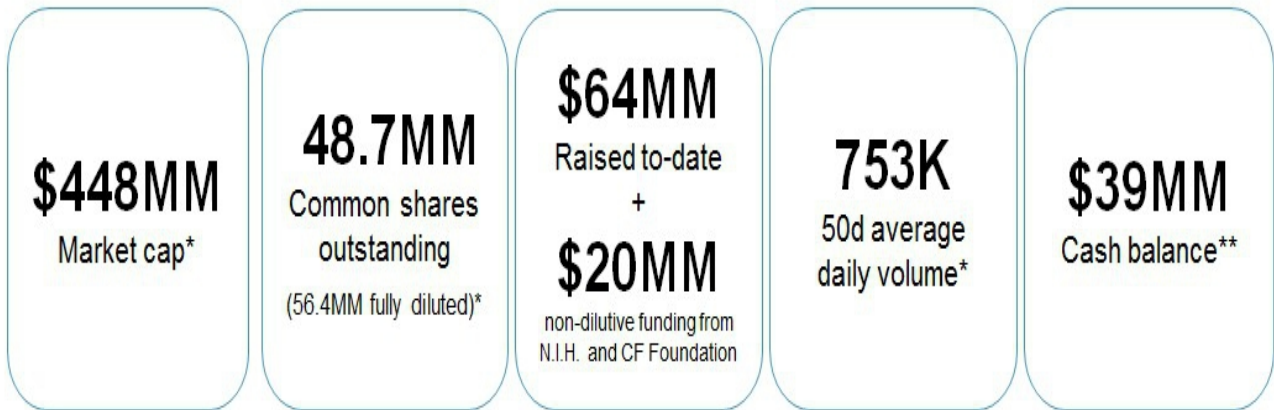 $448MM
Market cap*
48.7MM
Common shares
outstanding
(56.4MM fully diluted)*
$64MM
Raised to-date
+
$20MM
non-dilutive funding from
N.I.H. and CF Foundation
753K
50d average
daily volume*
$39MM
Cash balance**